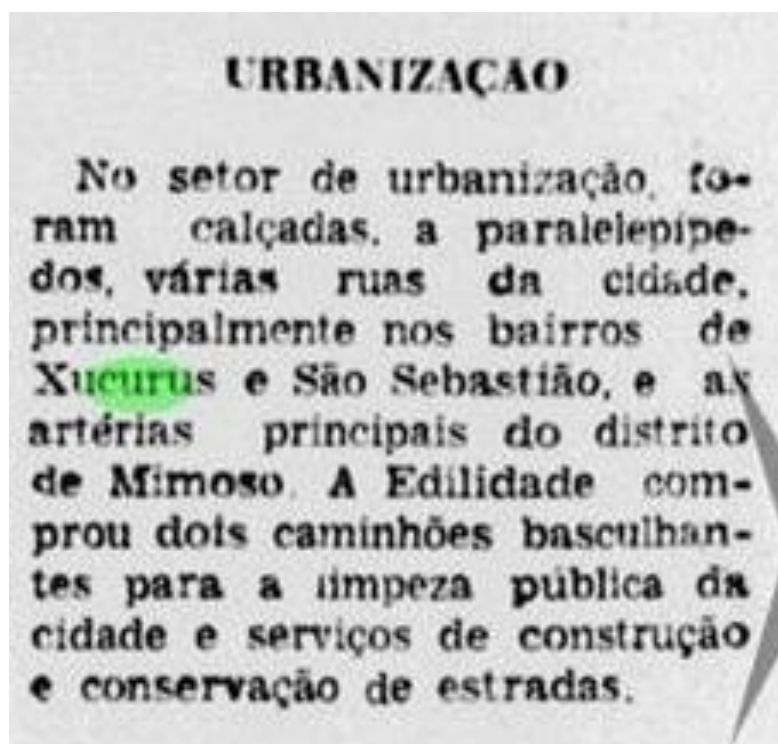 URBANIZAÇÃO
No setor de urbanização, fo-
ram calçadas, a paralelepípe-
dos, várias ruas da cidade,
principalmente nos bairros de
Xucurus e São Sebastião, e as
artérias principais do distrito
de Mimoso. A Edilidade com-
prou dois caminhões basculhan-
tes para a limpeza pública da
cidade e serviços de construção
e conservação de estradas.